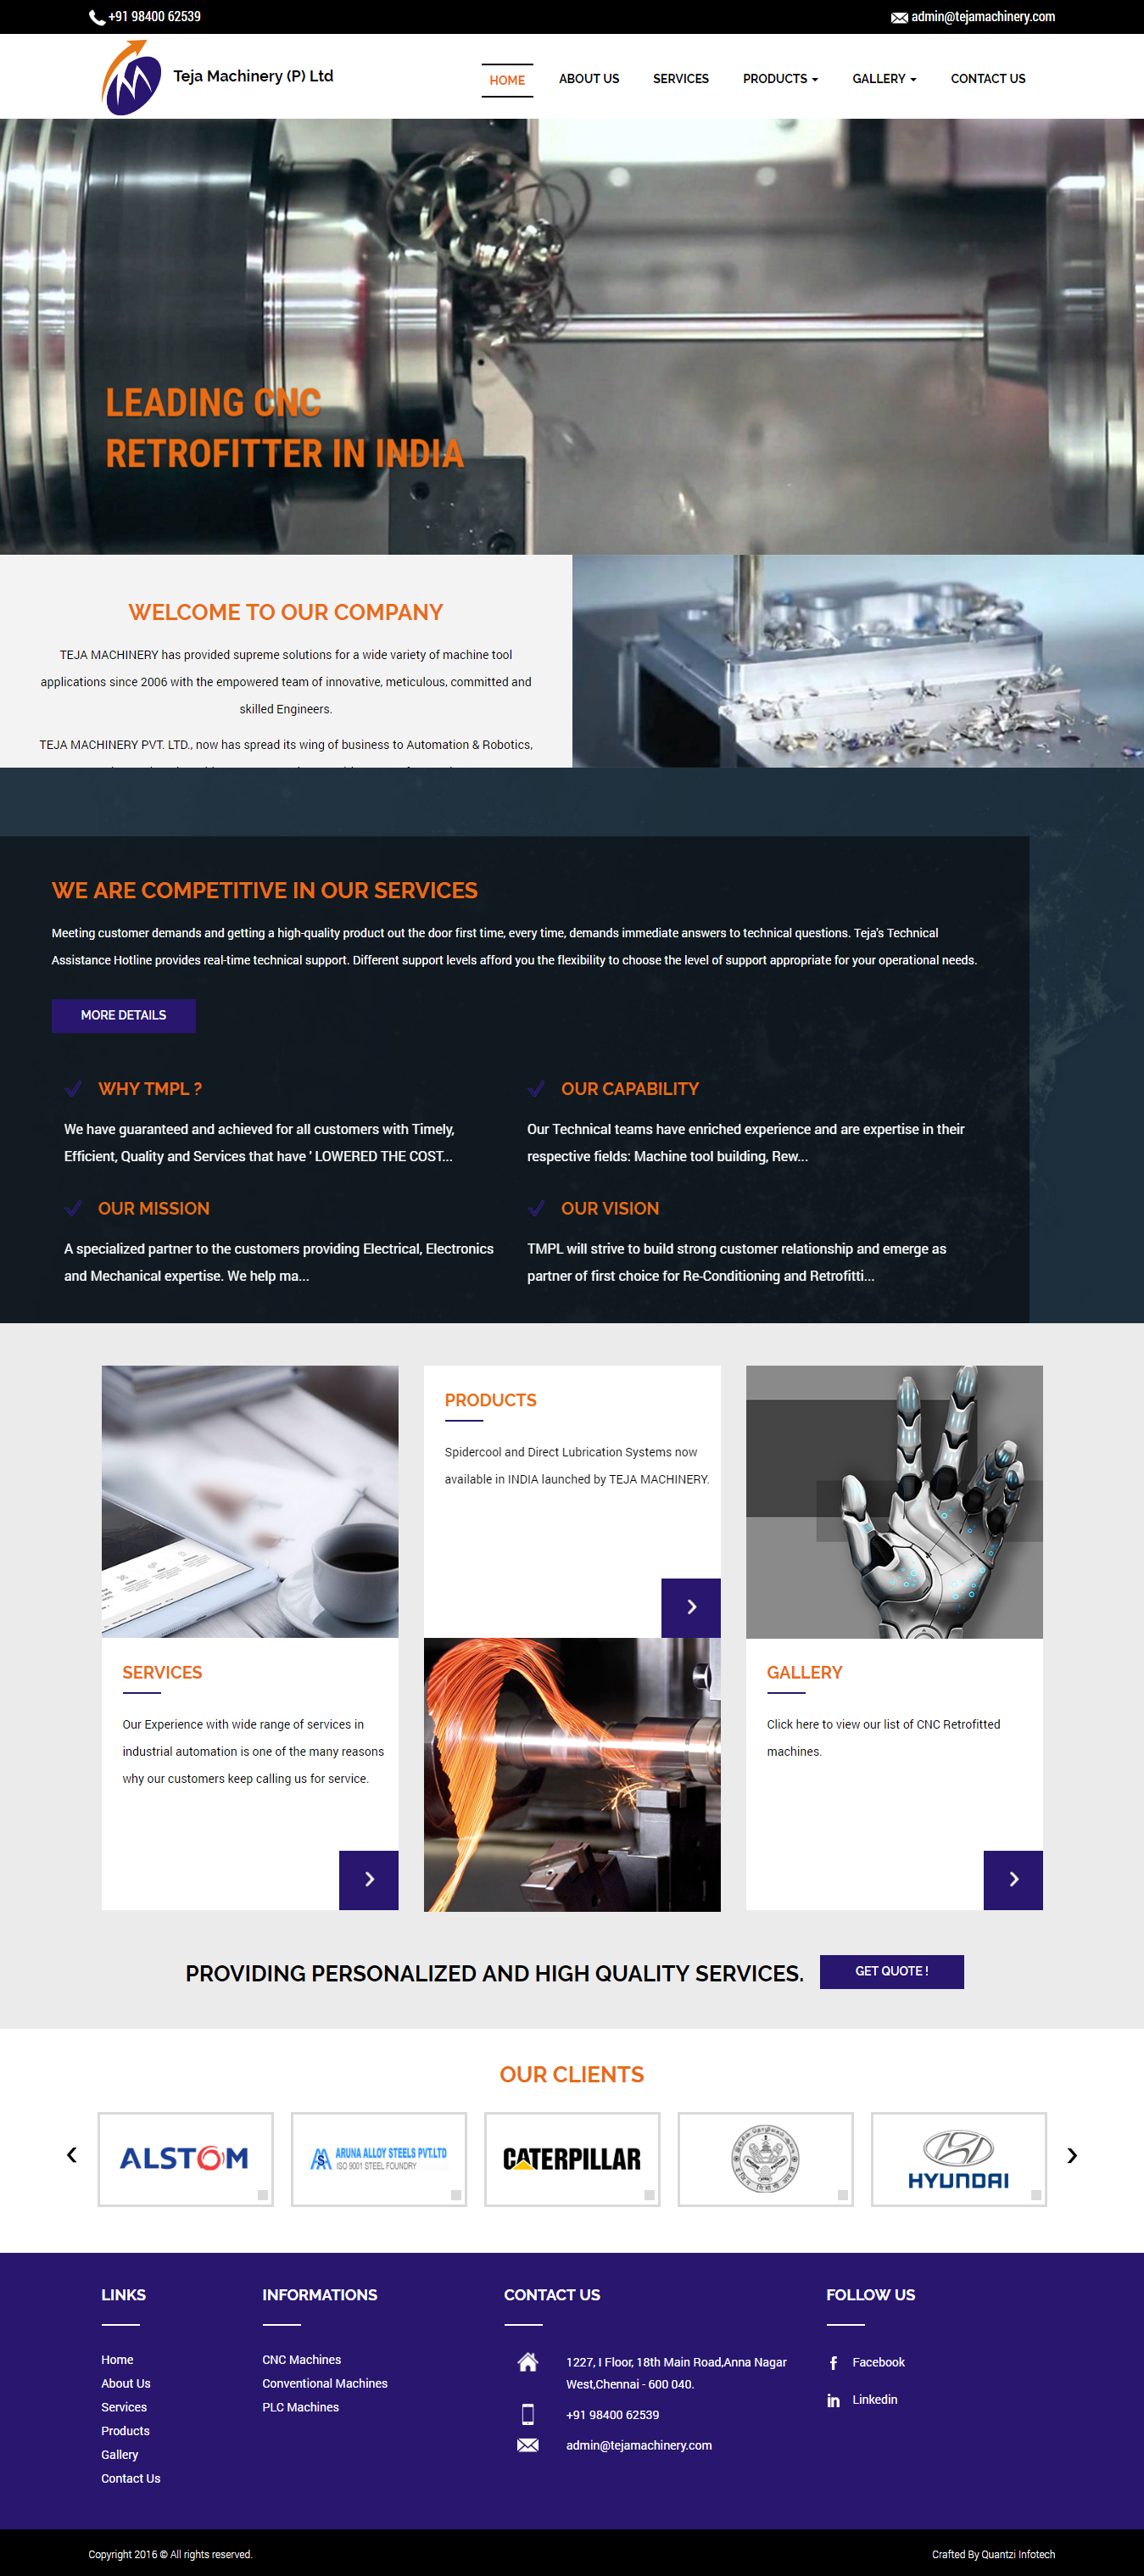 +91 98400 62539
admin@tejamachinery.com
Teja Machinery (P) Ltd
HOME
ABOUT US
SERVICES
PRODUCTS
GALLERY
CONTACT US
LEADING CNC
RETROFITTER IN INDIA
WELCOME TO OUR COMPANY
TEJA MACHINERY has provided supreme solutions for a wide variety of machine tool
applications since 2006 with the empowered team of innovative, meticulous, committed and
skilled Engineers.
TEJA MACHINERY PVT. LTD., now has spread its wing of business to Automation & Robotics,
WE ARE COMPETITIVE IN OUR SERVICES
Meeting customer demands and getting a high-quality product out the door first time, every time, demands immediate answers to technical questions. Teja's Technical
Assistance Hotline provides real-time technical support. Different support levels afford you the flexibility to choose the level of support appropriate for your operational needs.
MORE DETAILS
WHY TMPL ?
We have guaranteed and achieved for all customers with Timely,
Efficient, Quality and Services that have ' LOWERED THE COST...
OUR CAPABILITY
Our Technical teams have enriched experience and are expertise in their
respective fields: Machine tool building, Rew...
OUR MISSION
A specialized partner to the customers providing Electrical, Electronics
and Mechanical expertise. We help ma...
OUR VISION
TMPL will strive to build strong customer relationship and emerge as
partner of first choice for Re-Conditioning and Retrofitti...
SERVICES
Our Experience with wide range of services in
industrial automation is one of the many reasons
why our customers keep calling us for service.
PRODUCTS
Spidercool and Direct Lubrication Systems now
available in INDIA launched by TEJA MACHINERY.
GALLERY
Click here to view our list of CNC Retrofitted
machines.
PROVIDING PERSONALIZED AND HIGH QUALITY SERVICES.
GET QUOTE !
OUR CLIENTS
ALSTOM
ARUNA ALLOY STEELS PVT.LTD
ISO 9001 STEEL FOUNDRY
CATERPILLAR
HYUNDAI
LINKS
Home
About Us
Services
Products
Gallery
Contact Us
INFORMATIONS
CNC Machines
Conventional Machines
PLC Machines
CONTACT US
1227, I Floor, 18th Main Road,Anna Nagar
West,Chennai - 600 040.
+91 98400 62539
admin@tejamachinery.com
FOLLOW US
Facebook
Linkedin
Copyright 2016 © All rights reserved.
Crafted By Quantzi Infotech